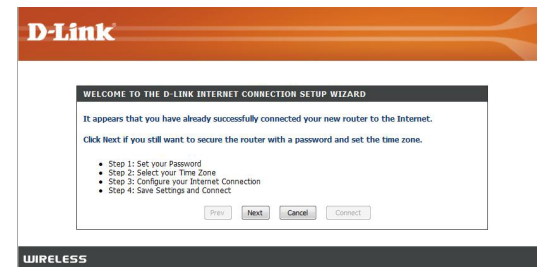 D-Link
WELCOME TO THE D-LINK INTERNET CONNECTION SETUP WIZARD
It appears that you have already successfully connected your new router to the Internet.
Click Next if you still want to secure the router with a password and set the time zone.
• Step 1: Set your Password
• Step 2: Select your Time Zone
• Step 3: Configure your Internet Connection
• Step 4: Save Settings and Connect
Prev Next Cancel Connect
WIRELESS